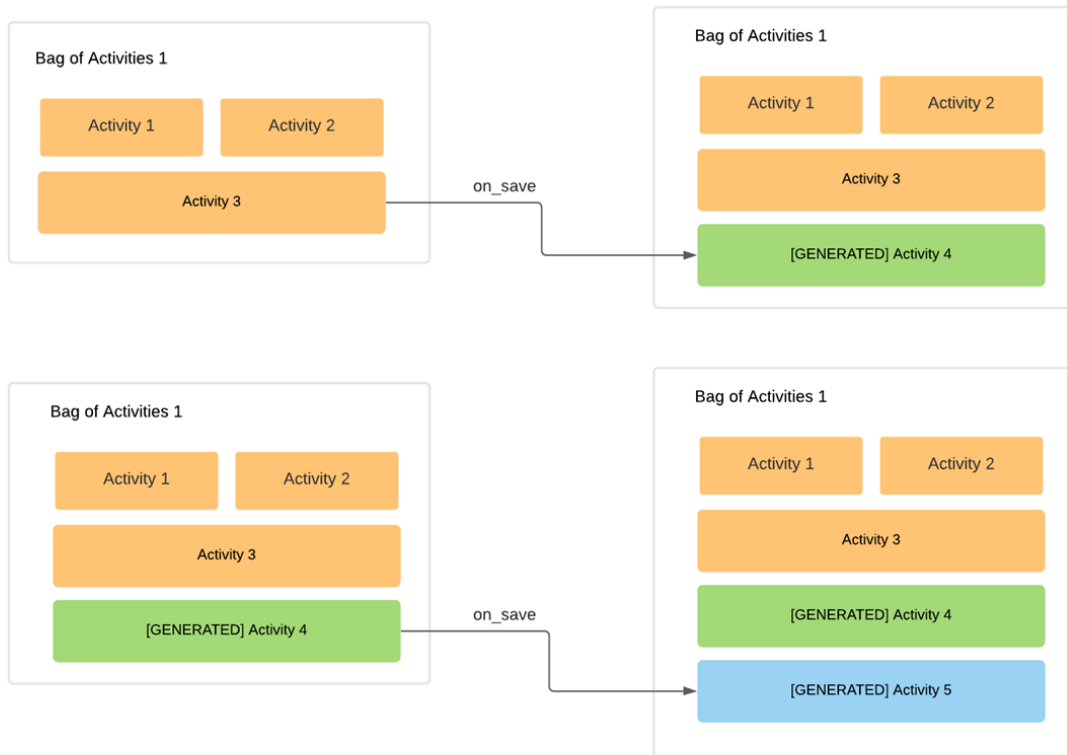 Bag of Activities 1
Activity 1
Activity 2
Activity 3
on_save
Bag of Activities 1
Activity 1
Activity 2
Activity 3
[GENERATED] Activity 4
Bag of Activities 1
Activity 1
Activity 2
Activity 3
[GENERATED] Activity 4
on_save
Bag of Activities 1
Activity 1
Activity 2
Activity 3
[GENERATED] Activity 4
[GENERATED] Activity 5